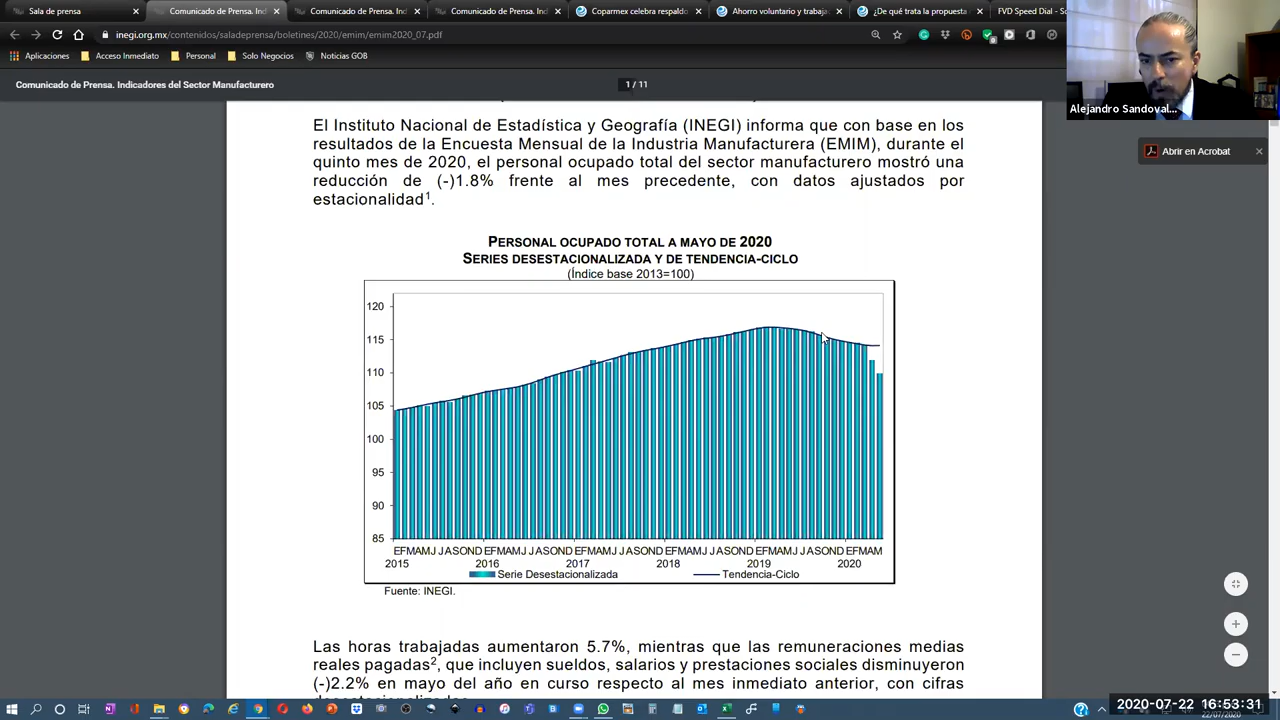 Sala de prensa
Comunicado de Prensa. Ind
Comunicado de Prensa. Ind
Comunicado de Prensa. Ind
Coparmex celebra respaldo
Ahorro voluntario y trabaja
¿De qué trata la propuesta
FVD Speed Dial - So
inegi.org.mx/contenidos/saladeprensa/boletines/2020/emim/emim2020_07.pdf
Aplicaciones
Acceso Inmediato
Personal
Solo Negocios
Noticias GOB
Comunicado de Prensa. Indicadores del Sector Manufacturero
1 / 11
Alejandro Sandoval...
Abrir en Acrobat
El Instituto Nacional de Estadística y Geografía (INEGI) informa que con base en los
resultados de la Encuesta Mensual de la Industria Manufacturera (EMIM), durante el
quinto mes de 2020, el personal ocupado total del sector manufacturero mostró una
reducción de (-)1.8% frente al mes precedente, con datos ajustados por
estacionalidad1.
PERSONAL OCUPADO TOTAL A MAYO DE 2020
SERIES DESESTACIONALIZADA Y DE TENDENCIA-CICLO
(Índice base 2013=100)
120
115
110
105
100
95
90
85
EFMAMJJASOND EFMAMJJASOND EFMAMJJASOND EFMAMJJASOND EFMAMJJASOND EFMAM
2015 2016 2017 2018 2019 2020
Serie Desestacionalizada Tendencia-Ciclo
Fuente: INEGI.
Las horas trabajadas aumentaron 5.7%, mientras que las remuneraciones medias
reales pagadas2, que incluyen sueldos, salarios y prestaciones sociales disminuyeron
(-)2.2% en mayo del año en curso respecto al mes inmediato anterior, con cifras
desestacionalizadas.
2020-07-22 16:53:31
22/07/2020